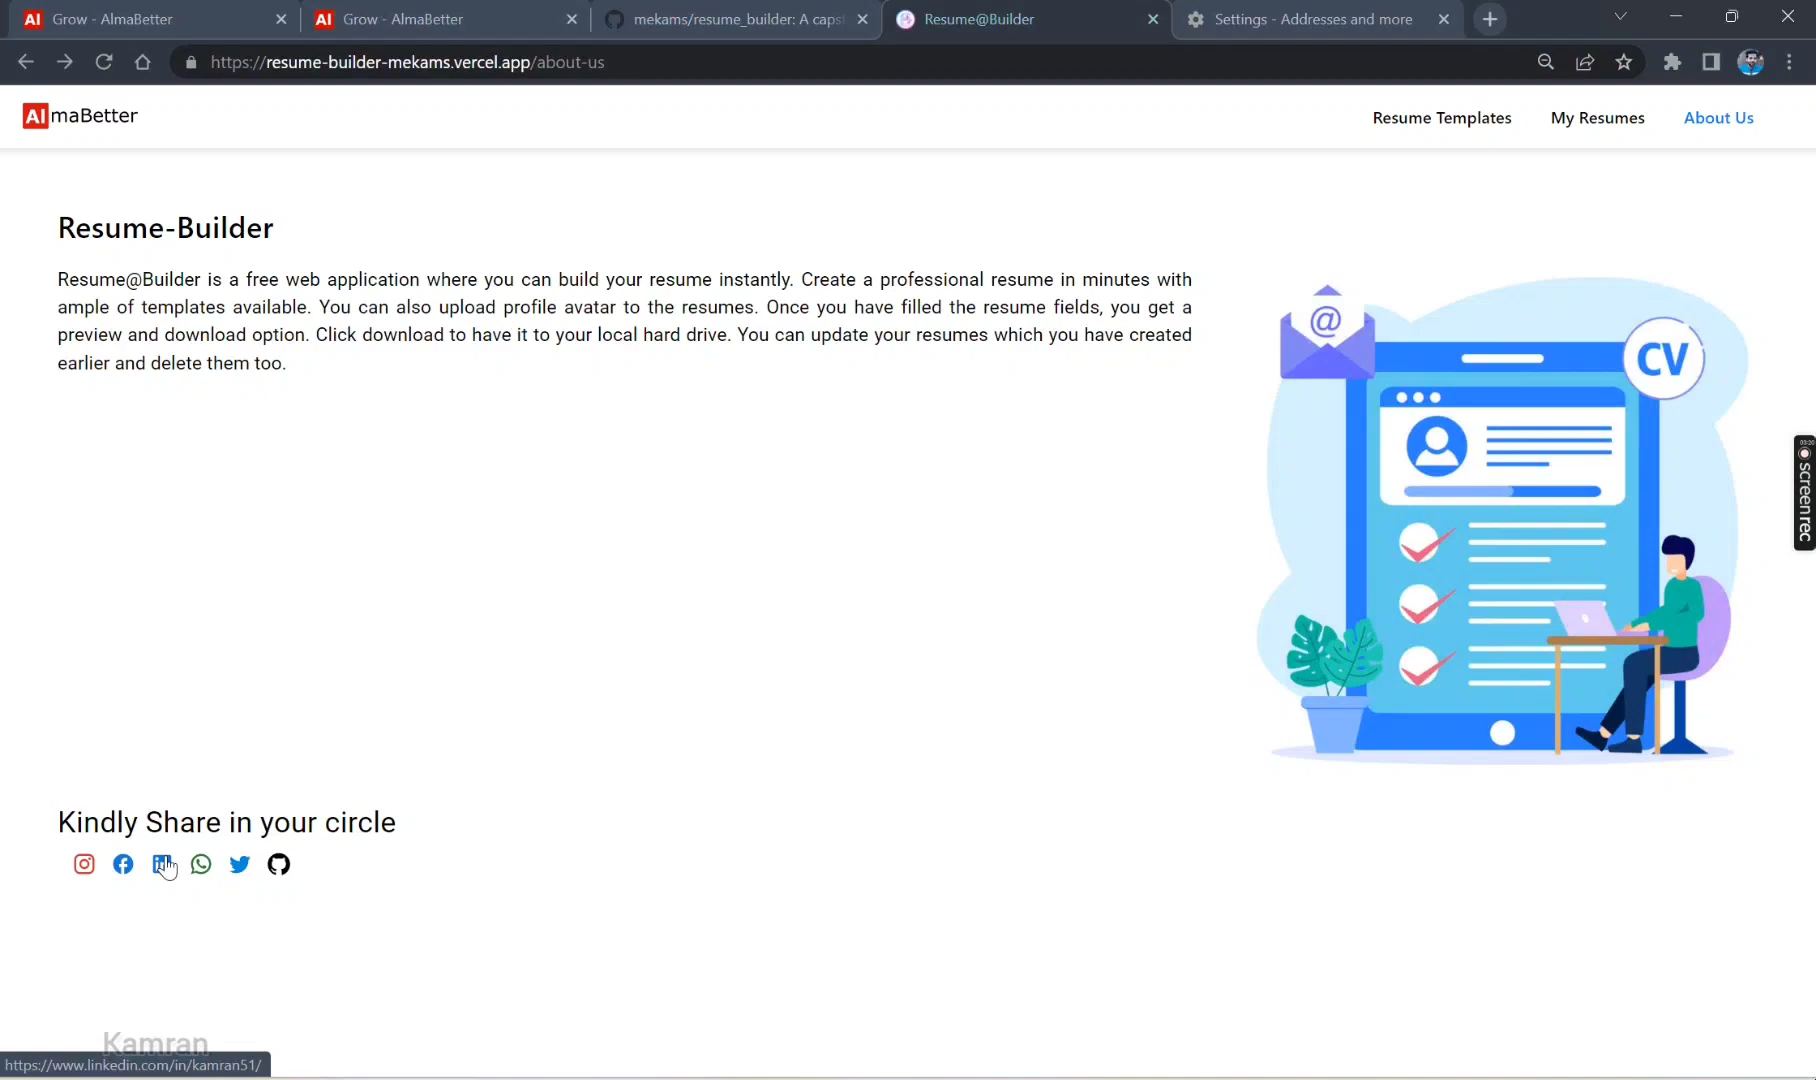 AI Grow - AlmaBetter
AI Grow - AlmaBetter
mekams/resume_builder: A caps
Resume@Builder
Settings - Addresses and more
https://resume-builder-mekams.vercel.app/about-us
AlmaBetter
Resume Templates
My Resumes
About Us
Resume-Builder
Resume@Builder is a free web application where you can build your resume instantly. Create a professional resume in minutes with
ample of templates available. You can also upload profile avatar to the resumes. Once you have filled the resume fields, you get a
preview and download option. Click download to have it to your local hard drive. You can update your resumes which you have created
earlier and delete them too.
@
CV
screenrec
Kindly Share in your circle
Kamran
https://www.linkedin.com/in/kamran51/